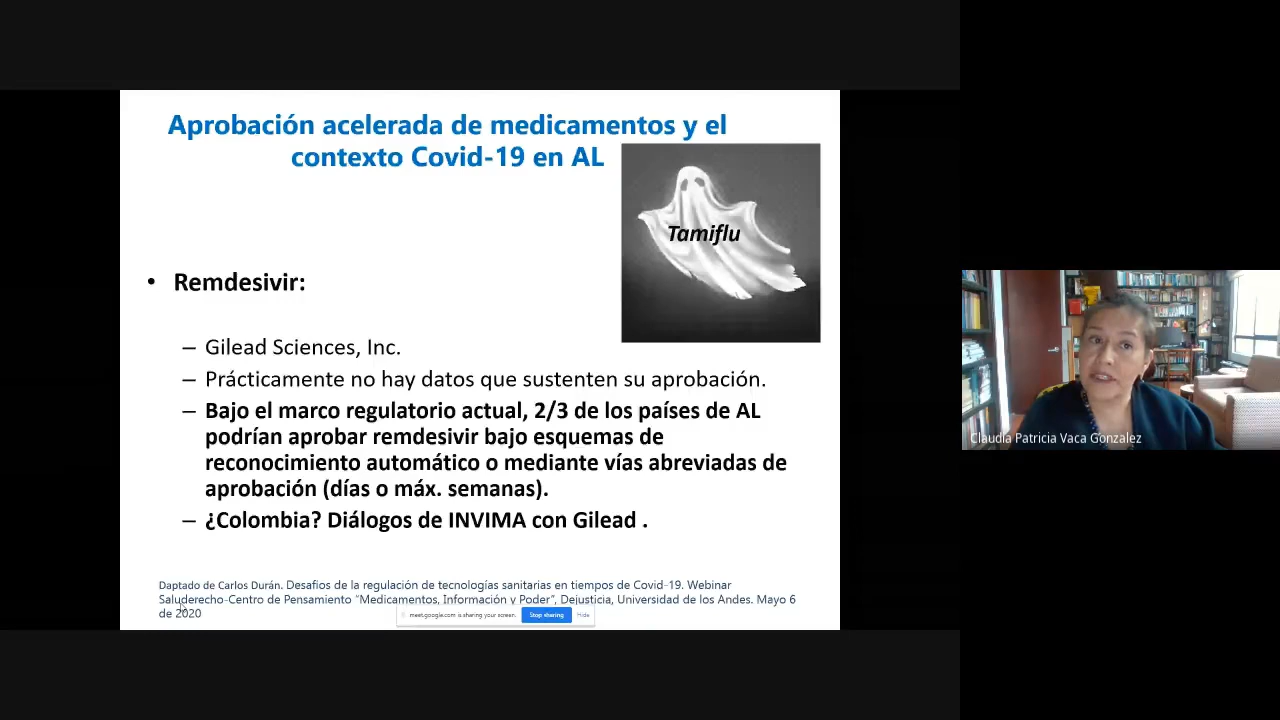 Aprobación acelerada de medicamentos y el
contexto Covid-19 en AL
Tamiflu
• Remdesivir:
– Gilead Sciences, Inc.
– Prácticamente no hay datos que sustenten su aprobación.
– Bajo el marco regulatorio actual, 2/3 de los países de AL
podrían aprobar remdesivir bajo esquemas de
reconocimiento automático o mediante vías abreviadas de
aprobación (días o máx. semanas).
– ¿Colombia? Diálogos de INVIMA con Gilead .
Daptado de Carlos Durán. Desafios de la regulación de tecnologías sanitarias en tiempos de Covid-19. Webinar
Saluderecho-Centro de Pensamiento “Medicamentos, Información y Poder”, Dejusticia, Universidad de los Andes. Mayo 6
de 2020
meet.google.com is sharing your screen.
Stop sharing
Hide
Claudia Patricia Vaca Gonzalez